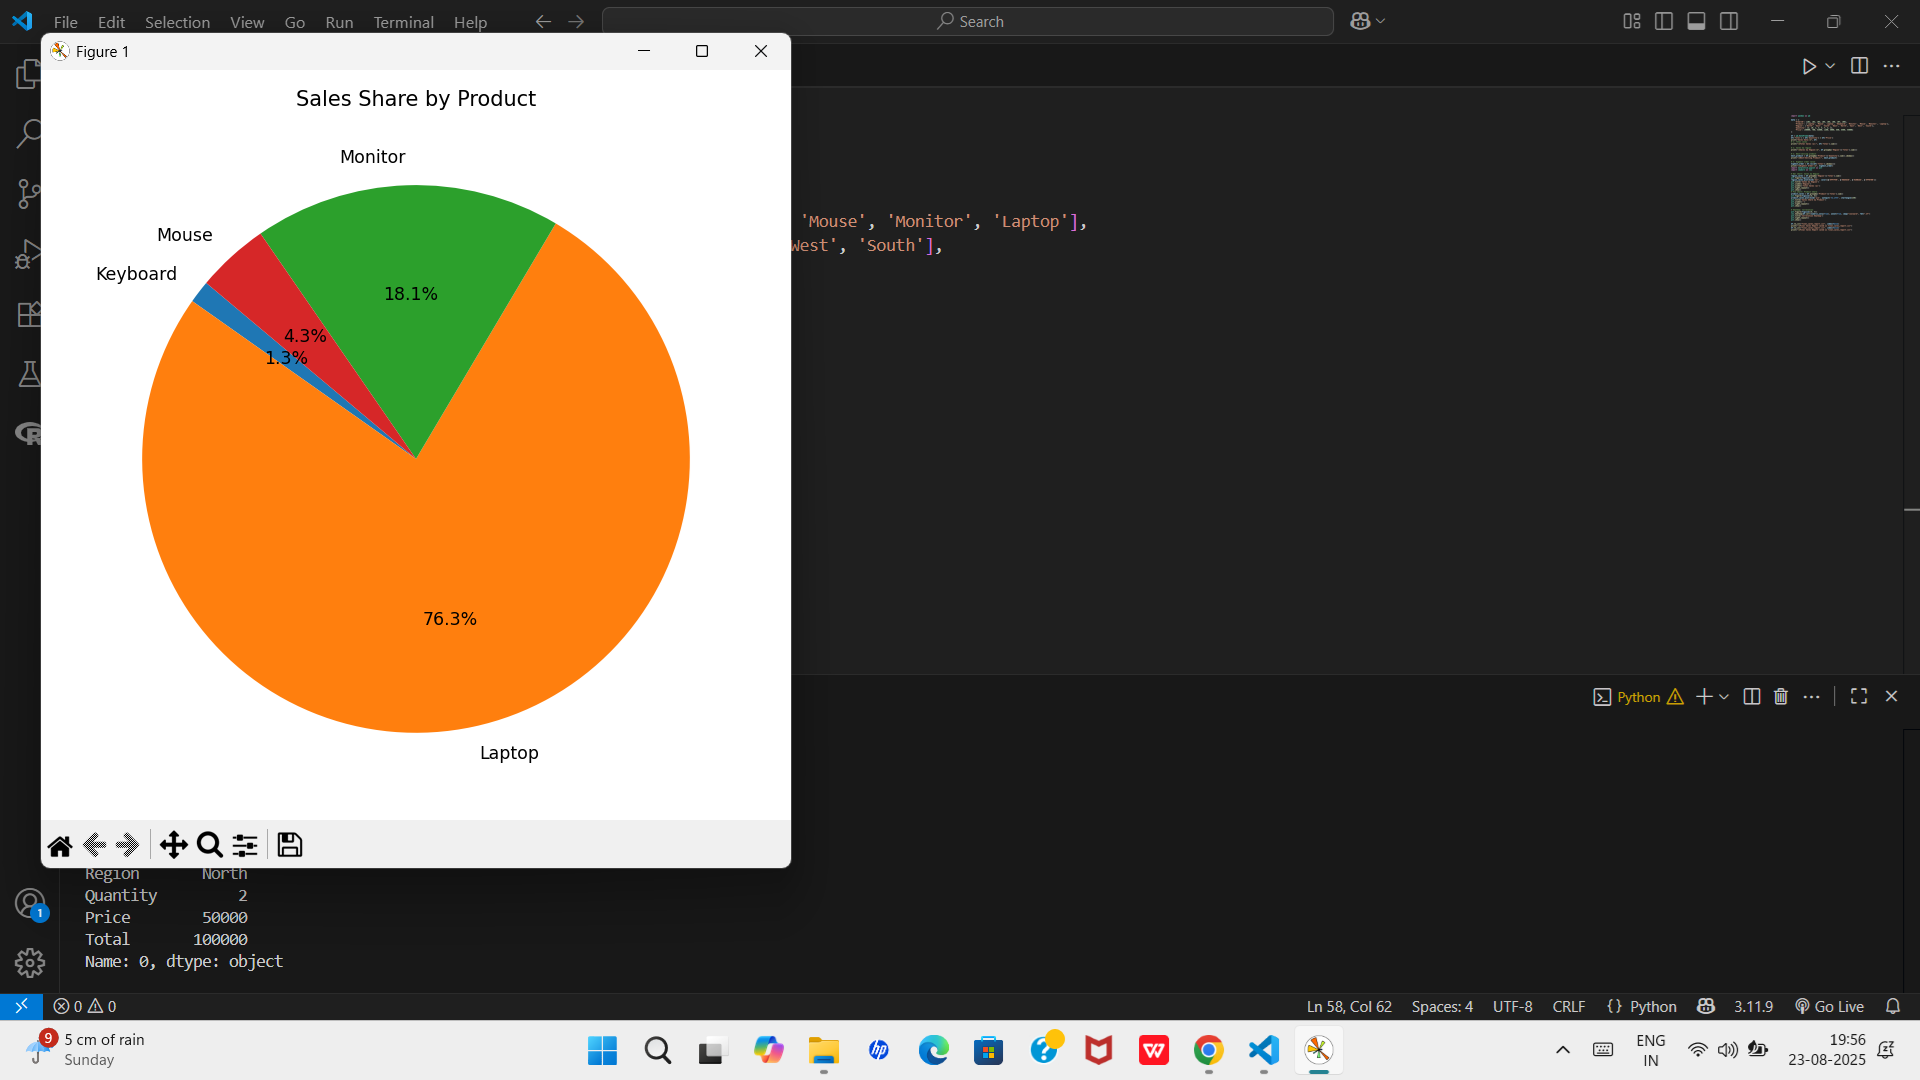 File Edit Selection View Go Run Terminal Help
Search
Figure 1
Sales Share by Product
Monitor
Mouse
Keyboard
18.1%
4.3%
1.3%
76.3%
Laptop
'Mouse', 'Monitor', 'Laptop'],
West', 'South'],
Python
Region North
Quantity 2
Price 50000
Total 100000
Name: 0, dtype: object
1
0 0
Ln 58, Col 62 Spaces: 4 UTF-8 CRLF {} Python 3.11.9 Go Live
9
5 cm of rain
Sunday
hp
ENG
IN
19:56
23-08-2025